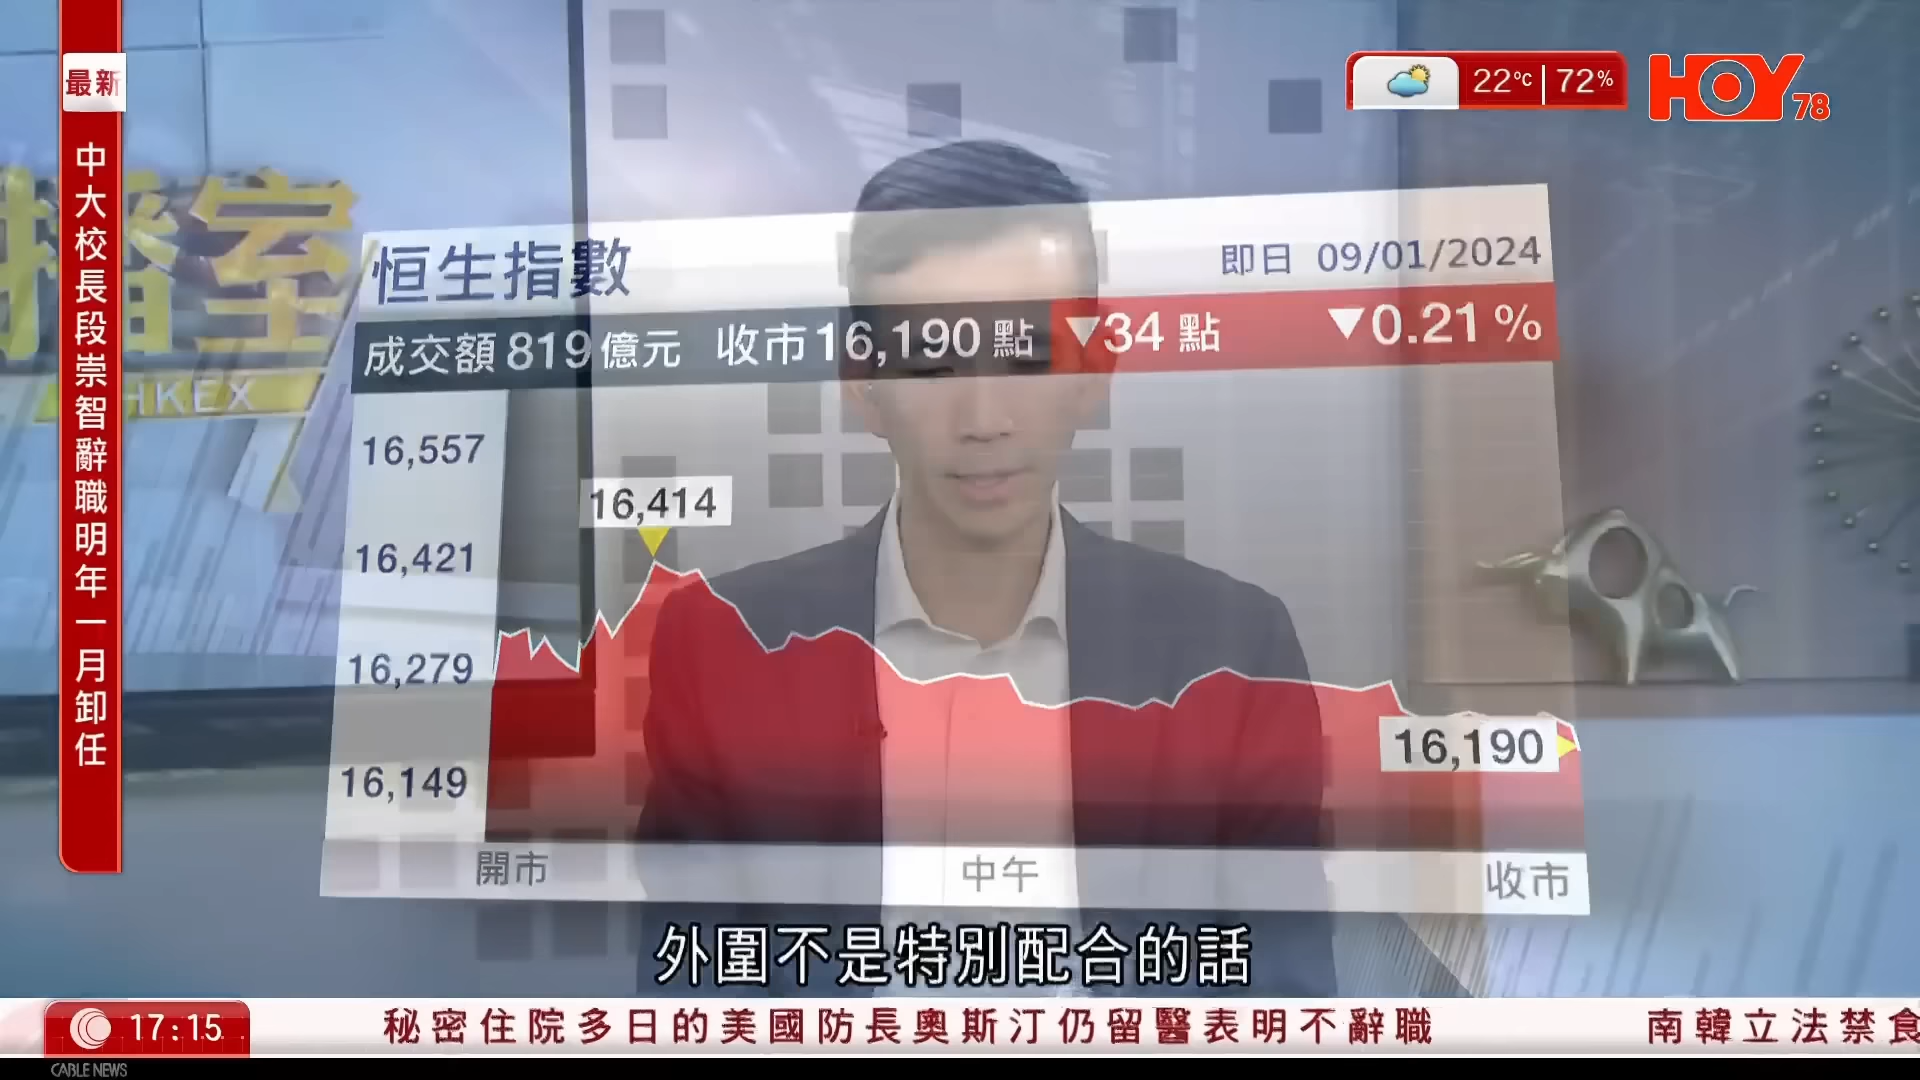 最新
中大校長段崇智辭職明年一月卸任
22°C | 72%
HOY 78
播室
HKEX
恒生指數
即日 09/01/2024
成交額 819 億元 收市 16,190 點 ▼34 點 ▼0.21%
16,557
16,414
16,421
16,279
16,190
16,149
開市 中午 收市
外圍不是特別配合的話
17:15
秘密住院多日的美國防長奧斯汀仍留醫表明不辭職 南韓立法禁食
CABLE NEWS